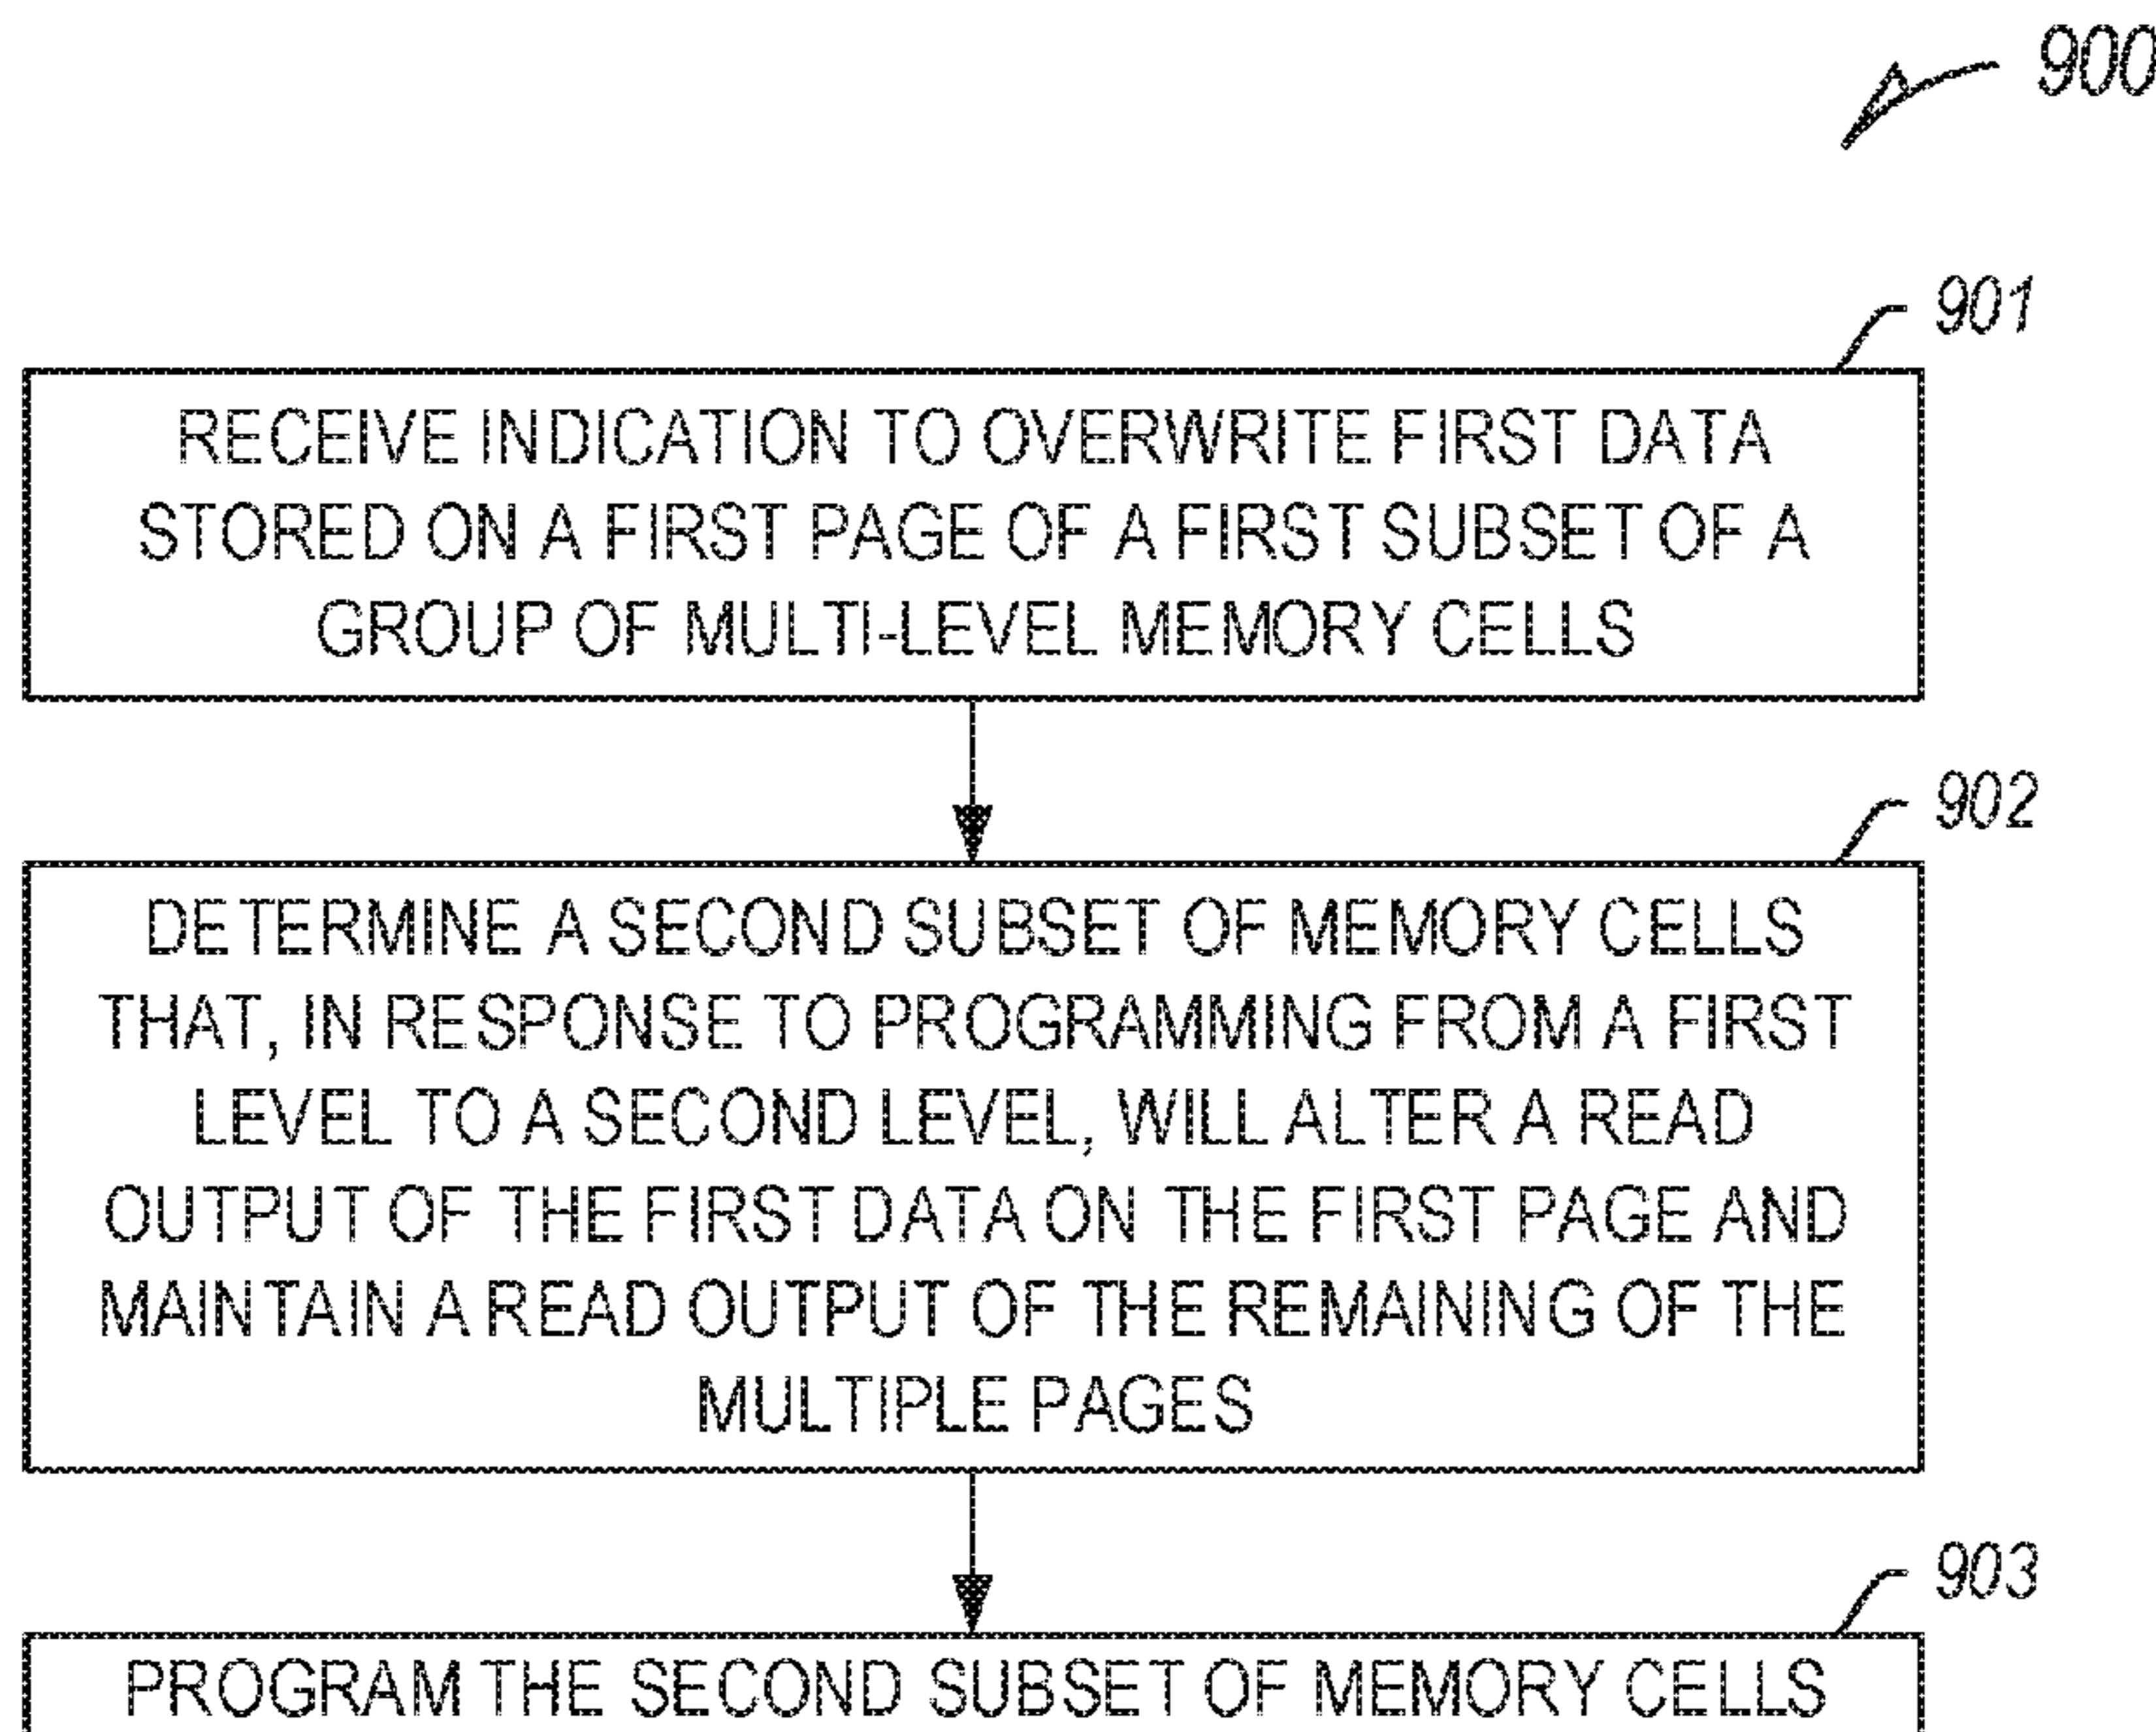 900
901
RECEIVE INDICATION TO OVERWRITE FIRST DATA
STORED ON A FIRST PAGE OF A FIRST SUBSET OF A
GROUP OF MULTI-LEVEL MEMORY CELLS
902
DETERMINE A SECOND SUBSET OF MEMORY CELLS
THAT, IN RESPONSE TO PROGRAMMING FROM A FIRST
LEVEL TO A SECOND LEVEL, WILL ALTER A READ
OUTPUT OF THE FIRST DATA ON THE FIRST PAGE AND
MAINTAIN A READ OUTPUT OF THE REMAINING OF THE
MULTIPLE PAGES
903
PROGRAM THE SECOND SUBSET OF MEMORY CELLS